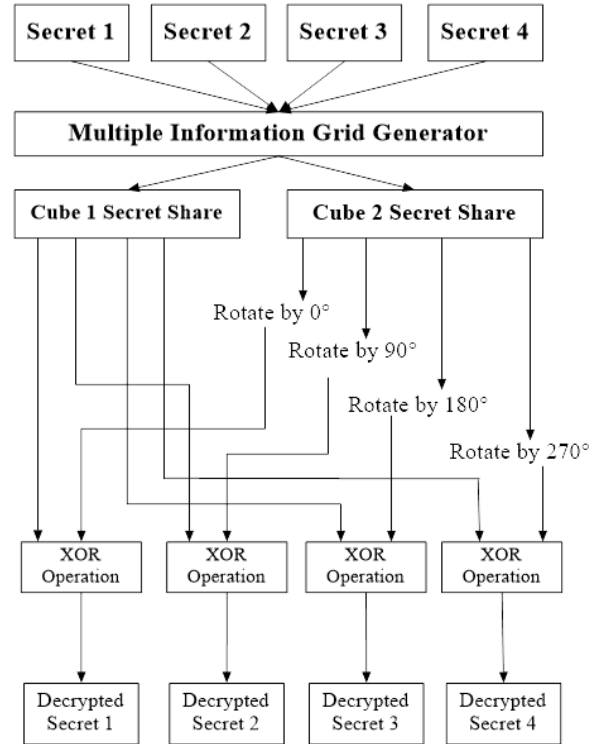 Secret 1
Secret 2
Secret 3
Secret 4
Multiple Information Grid Generator
Cube 1 Secret Share
Cube 2 Secret Share
Rotate by 0°
Rotate by 90°
Rotate by 180°
Rotate by 270°
XOR
Operation
XOR
Operation
XOR
Operation
XOR
Operation
Decrypted
Secret 1
Decrypted
Secret 2
Decrypted
Secret 3
Decrypted
Secret 4